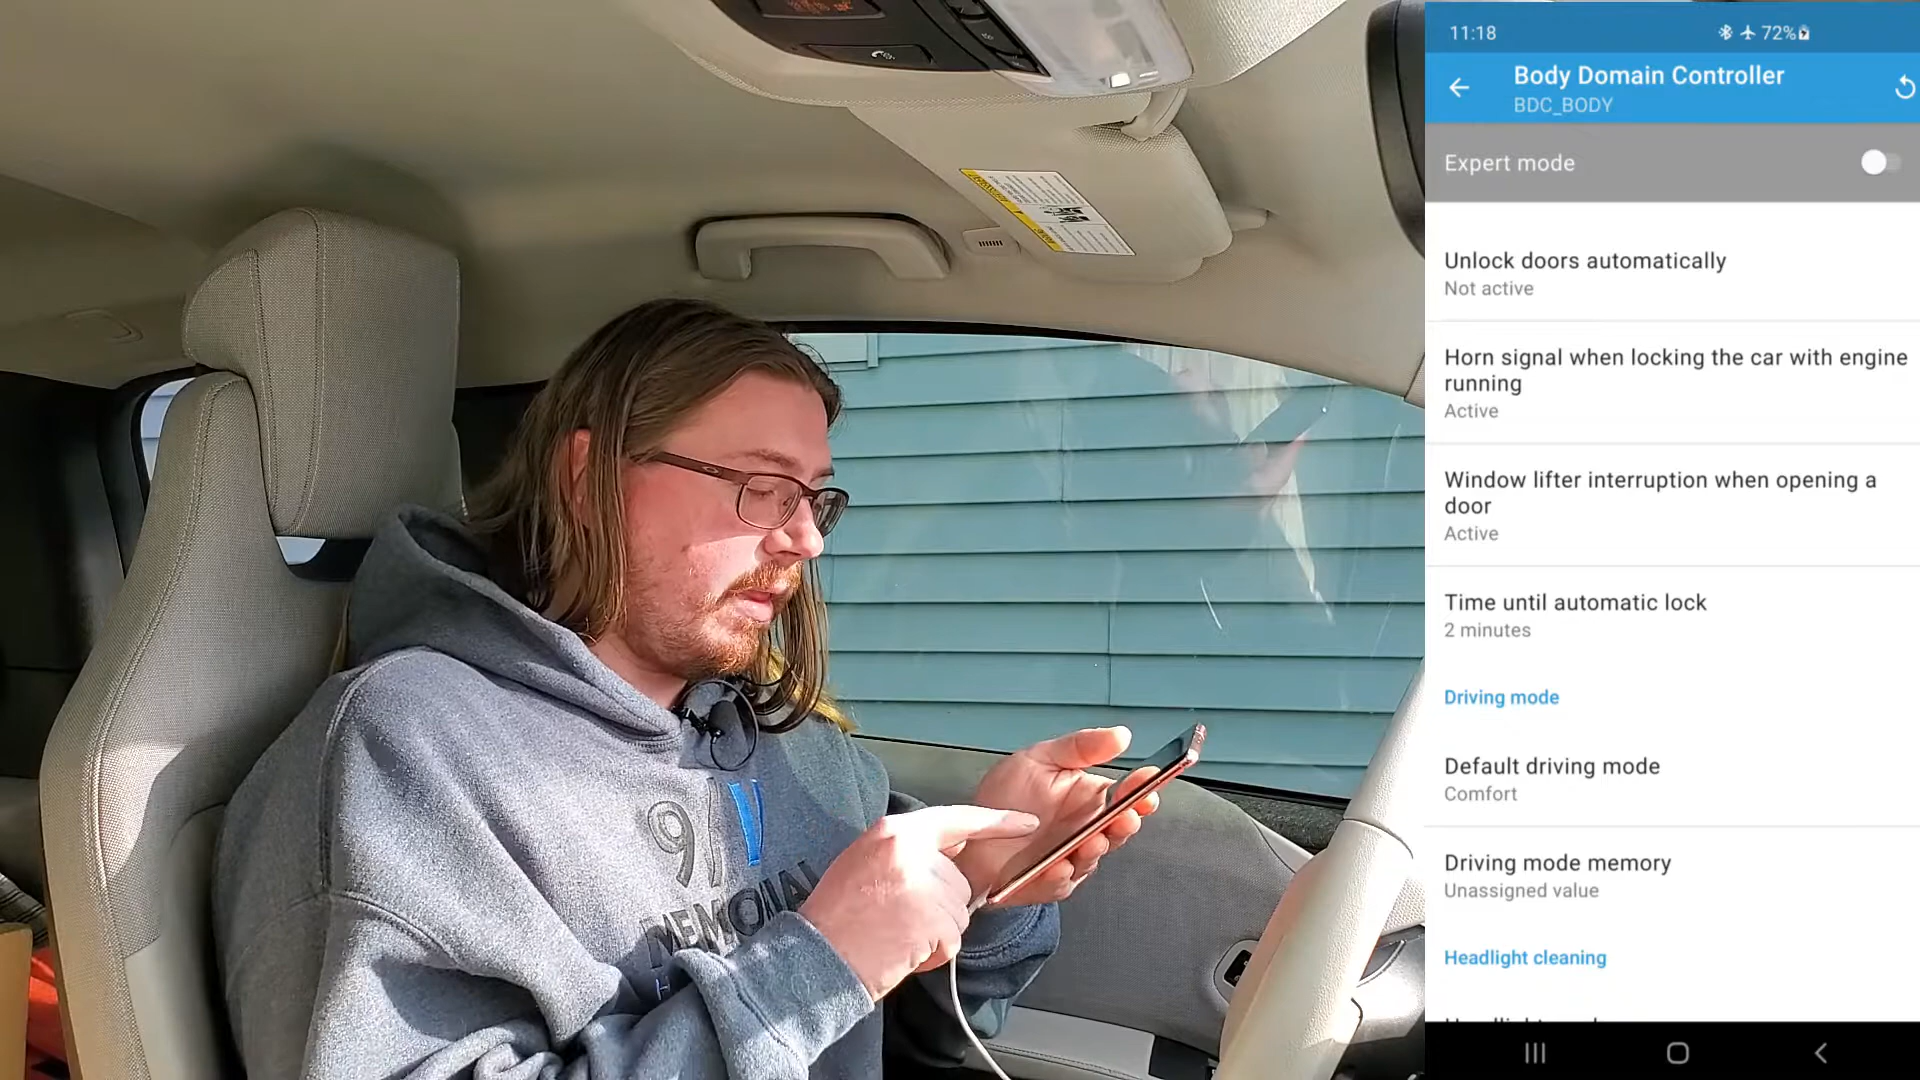 11:18
72%
Body Domain Controller
BDC_BODY
Expert mode
Unlock doors automatically
Not active
Horn signal when locking the car with engine
running
Active
Window lifter interruption when opening a
door
Active
Time until automatic lock
2 minutes
Driving mode
Default driving mode
Comfort
Driving mode memory
Unassigned value
Headlight cleaning
MEMORIAL